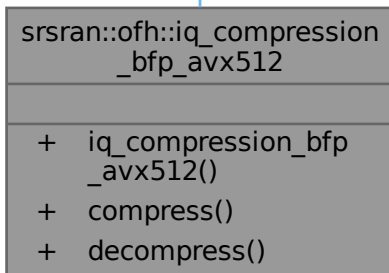 srsran::ofh::iq_compression
_bfp_avx512
+ iq_compression_bfp
_avx512()
+ compress()
+ decompress()